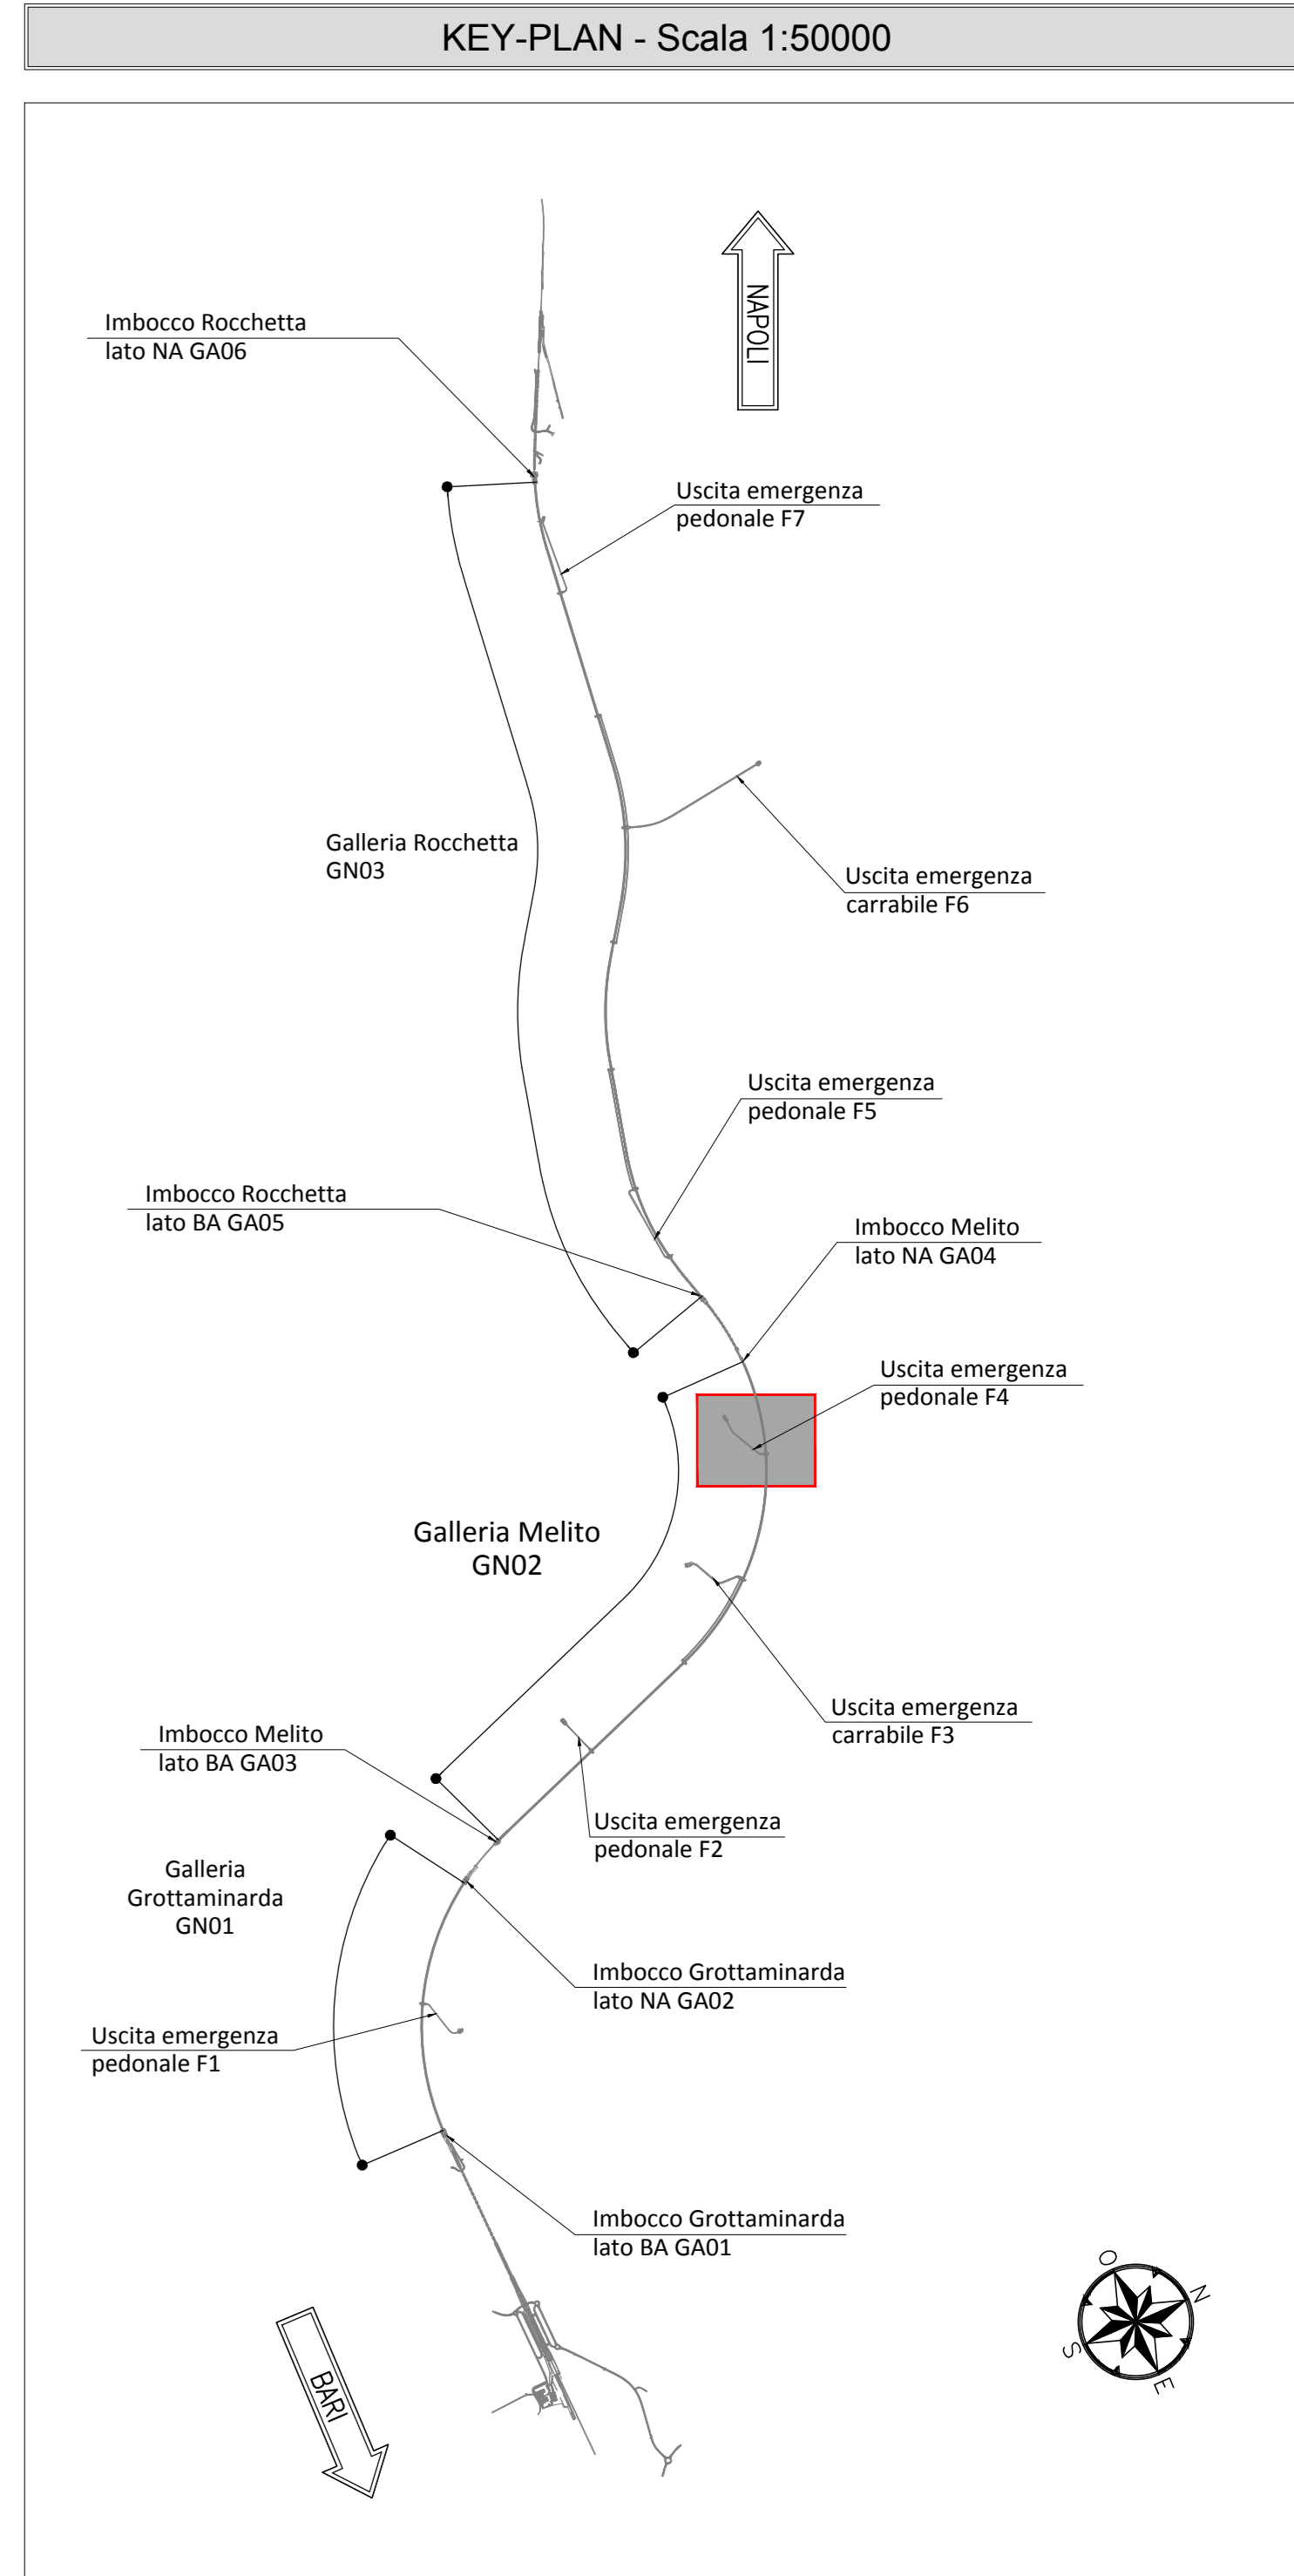 KEY-PLAN - Scala 1:50000
NAPOLI
Imbocco Rocchetta
lato NA GA06
Uscita emergenza
pedonale F7
Galleria Rocchetta
GN03
Uscita emergenza
carrabile F6
Uscita emergenza
pedonale F5
Imbocco Rocchetta
lato BA GA05
Imbocco Melito
lato NA GA04
Uscita emergenza
pedonale F4
Galleria Melito
GN02
Uscita emergenza
carrabile F3
Imbocco Melito
lato BA GA03
Uscita emergenza
pedonale F2
Galleria
Grottaminarda
GN01
Imbocco Grottaminarda
lato NA GA02
Uscita emergenza
pedonale F1
Imbocco Grottaminarda
lato BA GA01
O
N
S
E
BARI